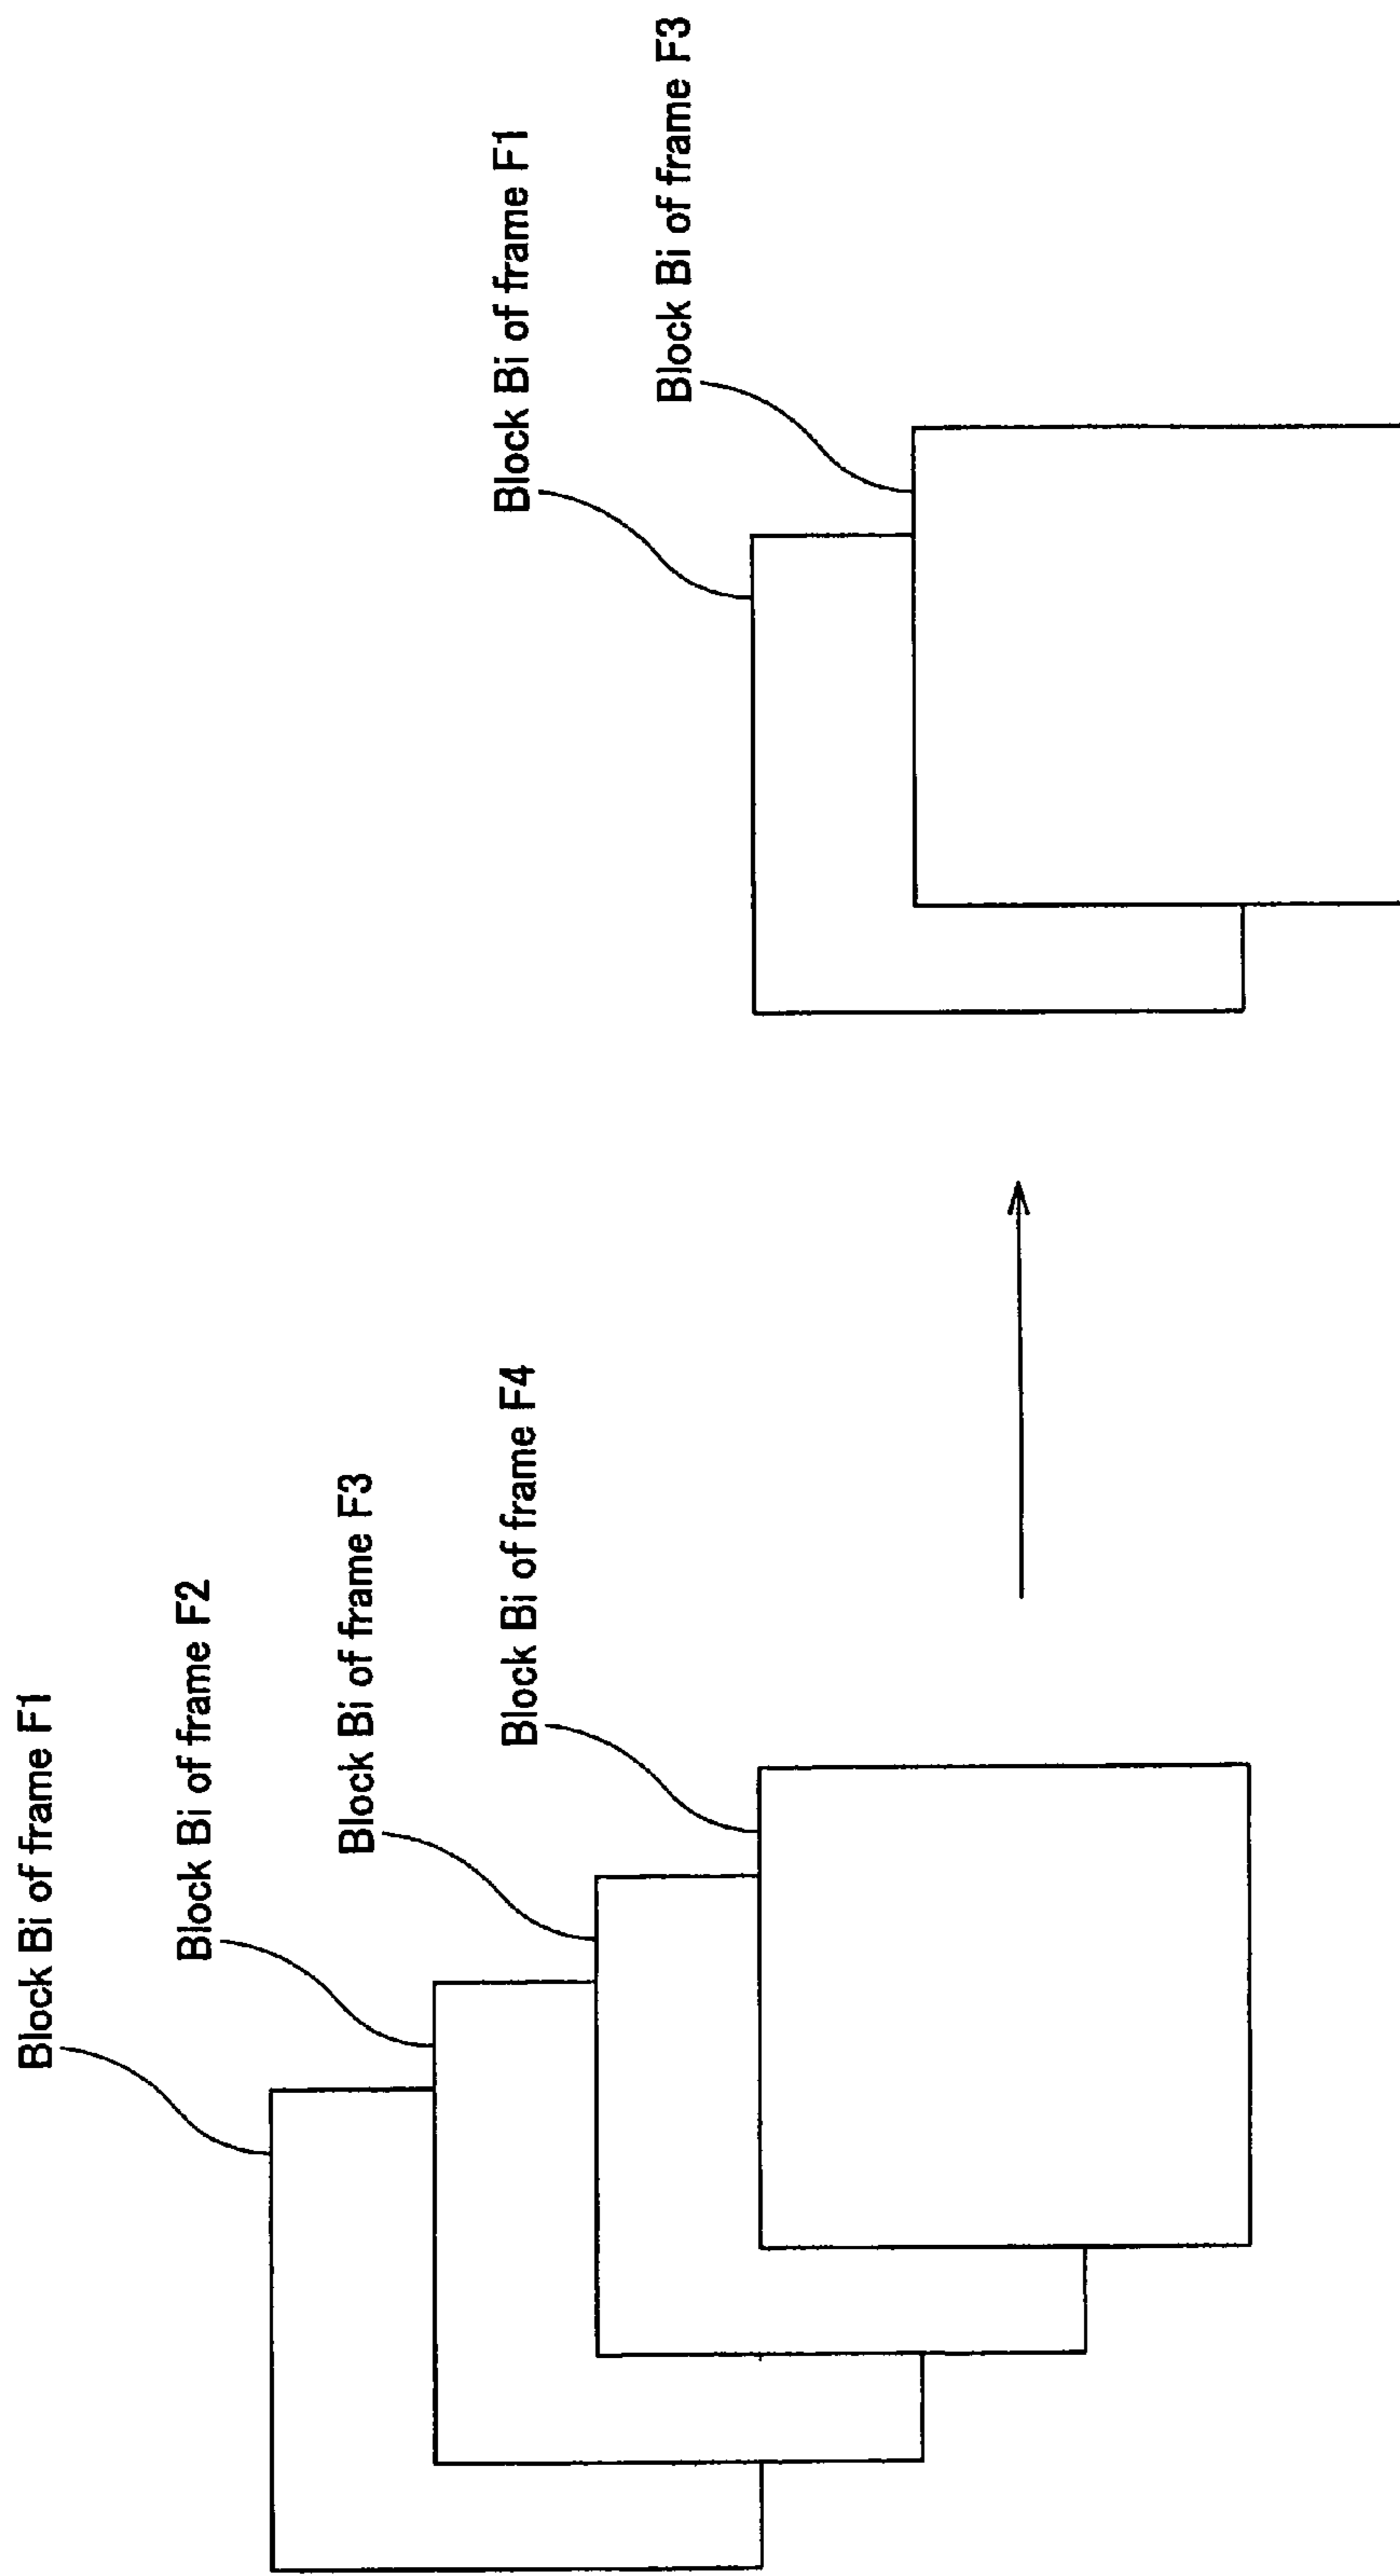 Block Bi of frame F1
Block Bi of frame F2
Block Bi of frame F3
Block Bi of frame F4
Block Bi of frame F1
Block Bi of frame F3